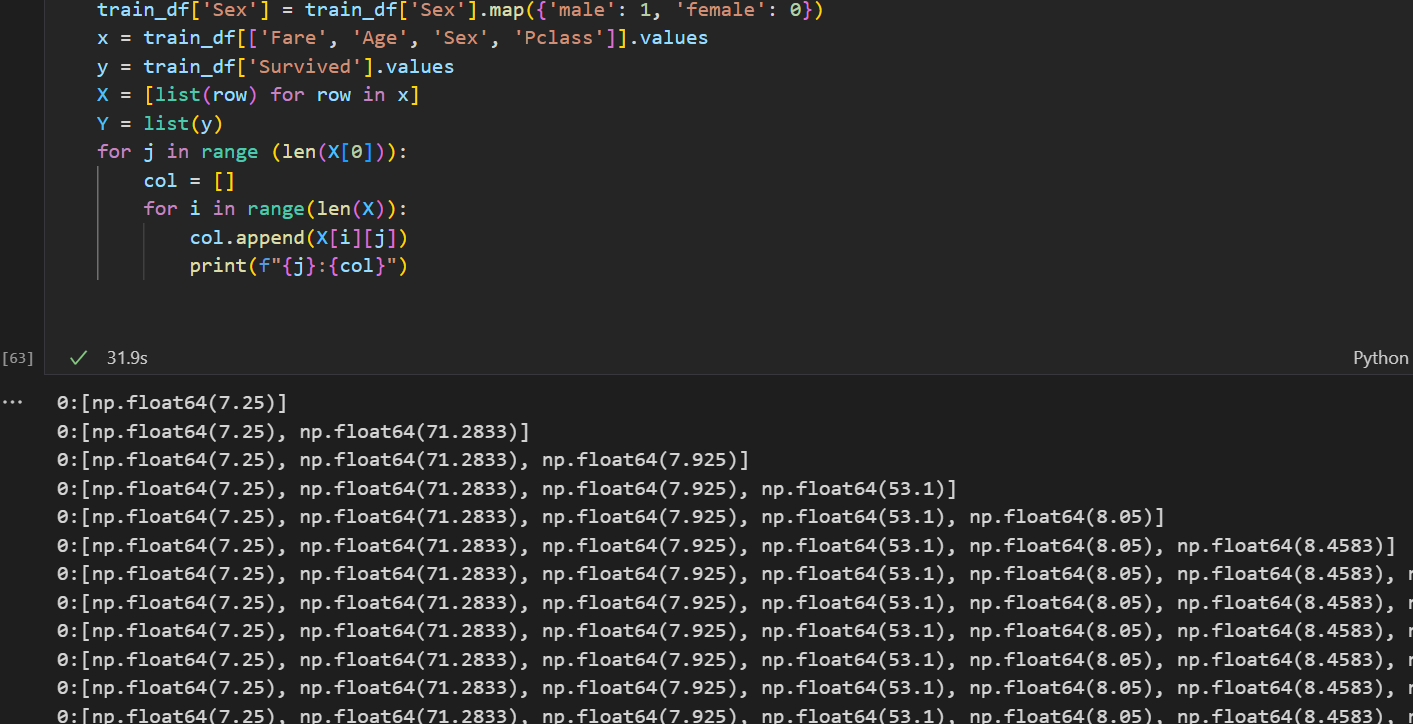 train_df['Sex'] = train_df['Sex'].map({'male': 1, 'female': 0})
x = train_df[['Fare', 'Age', 'Sex', 'Pclass']].values
y = train_df['Survived'].values
X = [list(row) for row in x]
Y = list(y)
for j in range (len(X[0])):
    col = []
    for i in range(len(X)):
        col.append(X[i][j])
        print(f"{j}:{col}")
[63] ✓ 31.9s Python
... 0:[np.float64(7.25)]
0:[np.float64(7.25), np.float64(71.2833)]
0:[np.float64(7.25), np.float64(71.2833), np.float64(7.925)]
0:[np.float64(7.25), np.float64(71.2833), np.float64(7.925), np.float64(53.1)]
0:[np.float64(7.25), np.float64(71.2833), np.float64(7.925), np.float64(53.1), np.float64(8.05)]
0:[np.float64(7.25), np.float64(71.2833), np.float64(7.925), np.float64(53.1), np.float64(8.05), np.float64(8.4583)]
0:[np.float64(7.25), np.float64(71.2833), np.float64(7.925), np.float64(53.1), np.float64(8.05), np.float64(8.4583),
0:[np.float64(7.25), np.float64(71.2833), np.float64(7.925), np.float64(53.1), np.float64(8.05), np.float64(8.4583),
0:[np.float64(7.25), np.float64(71.2833), np.float64(7.925), np.float64(53.1), np.float64(8.05), np.float64(8.4583),
0:[np.float64(7.25), np.float64(71.2833), np.float64(7.925), np.float64(53.1), np.float64(8.05), np.float64(8.4583),
0:[np.float64(7.25), np.float64(71.2833), np.float64(7.925), np.float64(53.1), np.float64(8.05), np.float64(8.4583),
0:[np.float64(7.25), np.float64(71.2833), np.float64(7.925), np.float64(53.1), np.float64(8.05), np.float64(8.4583),